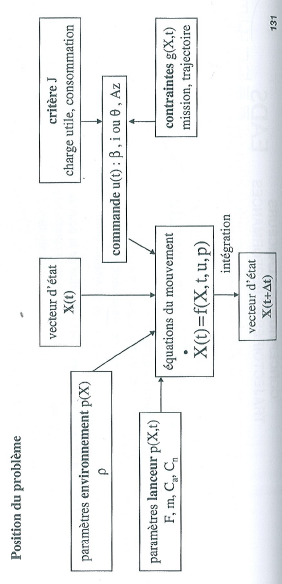 Position du problème
paramètres environnement p(X)
ρ
vecteur d'état
X(t)
critère J
charge utile, consommation
commande u(t) : β , i ou θ , Az
contraintes g(X,t)
mission, trajectoire
paramètres lanceur p(X,t)
F, m, Ca, Cn
équations du mouvement
Ẋ(t)=f(X,t,u,p)
intégration
vecteur d'état
X(t+Δt)
131